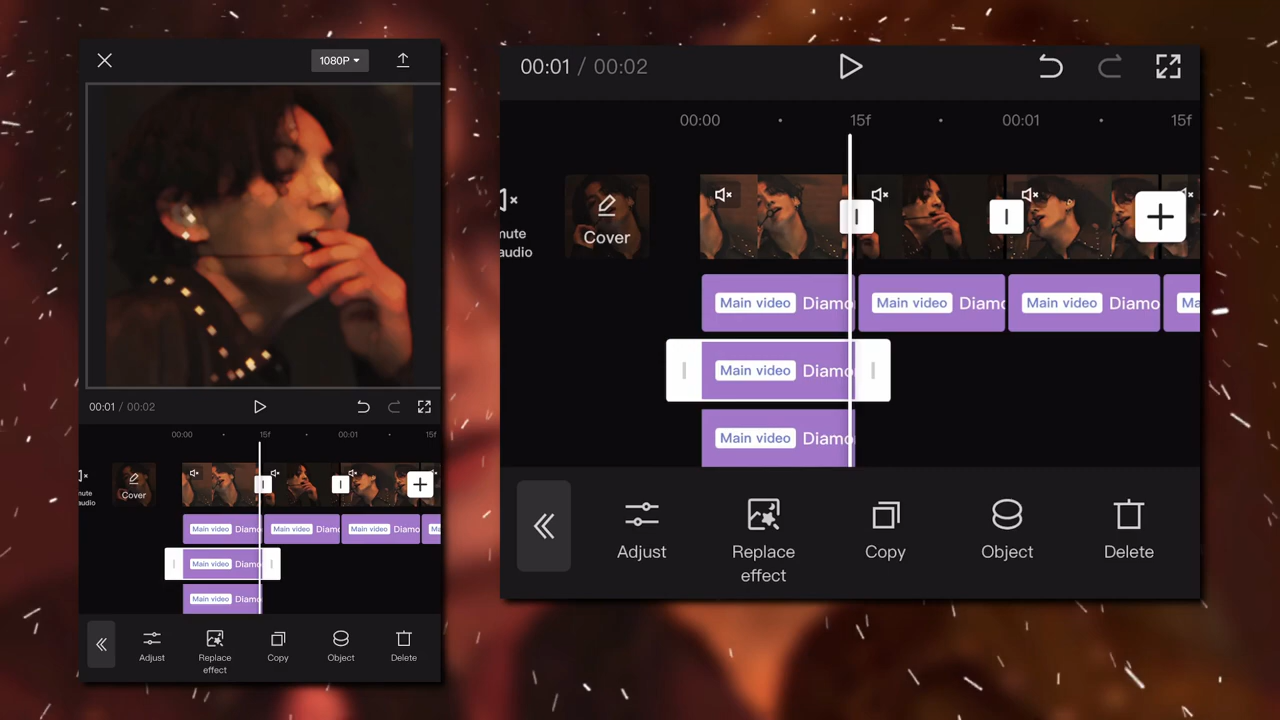 1080P
00:01 / 00:02
00:00
15f
00:01
15f
mute
audio
Cover
Main video Diamo
Main video Diamo
Main video Diamo
Ma
Main video Diamo
Main video Diamo
Adjust
Replace
effect
Copy
Object
Delete
00:01 / 00:02
00:00
15f
00:01
15f
nute
audio
Cover
Main video Diamo
Main video Diamo
Main video Diamo
Ma
Main video Diamo
Main video Diamo
Adjust
Replace
effect
Copy
Object
Delete